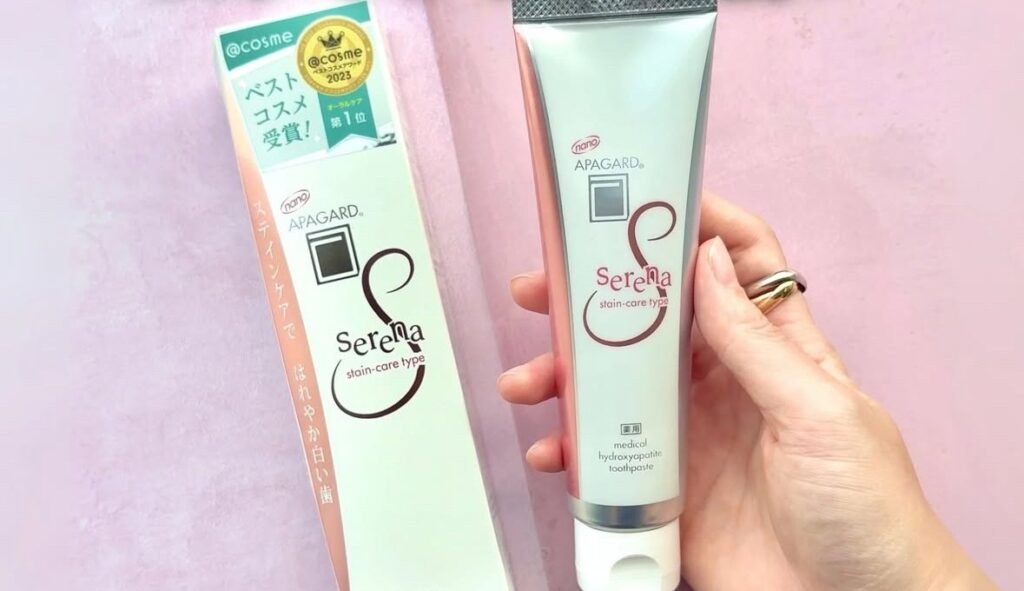 @cosme
@cosme
ベストコスメアワード
2023
ベスト
コスメ
受賞!
オーラルケア
第1位
nano
APAGARD®
Serena
stain-care type
ステインケアで はれやか白い歯
nano
APAGARD®
Serena
stain-care type
薬用
medical
hydroxyapatite
toothpaste